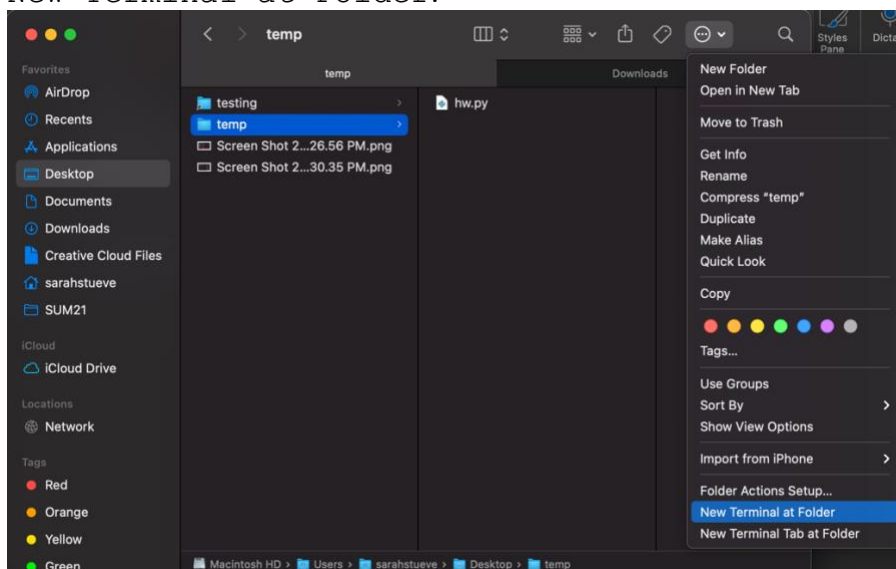 New Terminal at Folder.
temp
Styles
Pane
temp
Downloads
Favorites
AirDrop
Recents
Applications
Desktop
Documents
Downloads
Creative Cloud Files
sarahstueve
SUM21
iCloud
iCloud Drive
Locations
Network
Tags
Red
Orange
Yellow
Green
testing
temp
Screen Shot 2...26.56 PM.png
Screen Shot 2...30.35 PM.png
hw.py
New Folder
Open in New Tab
Move to Trash
Get Info
Rename
Compress "temp"
Duplicate
Make Alias
Quick Look
Copy
Tags...
Use Groups
Sort By
Show View Options
Import from iPhone
Folder Actions Setup...
New Terminal at Folder
New Terminal Tab at Folder
Macintosh HD › Users › sarahstueve › Desktop › temp